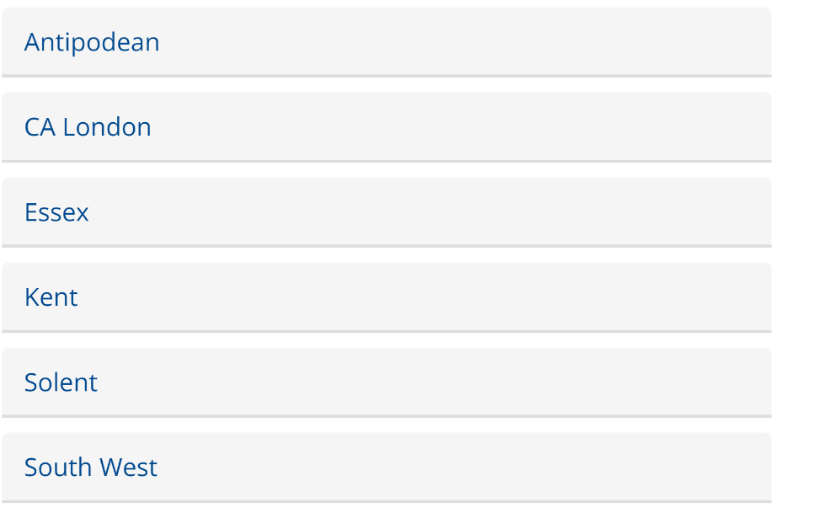 Antipodean
CA London
Essex
Kent
Solent
South West